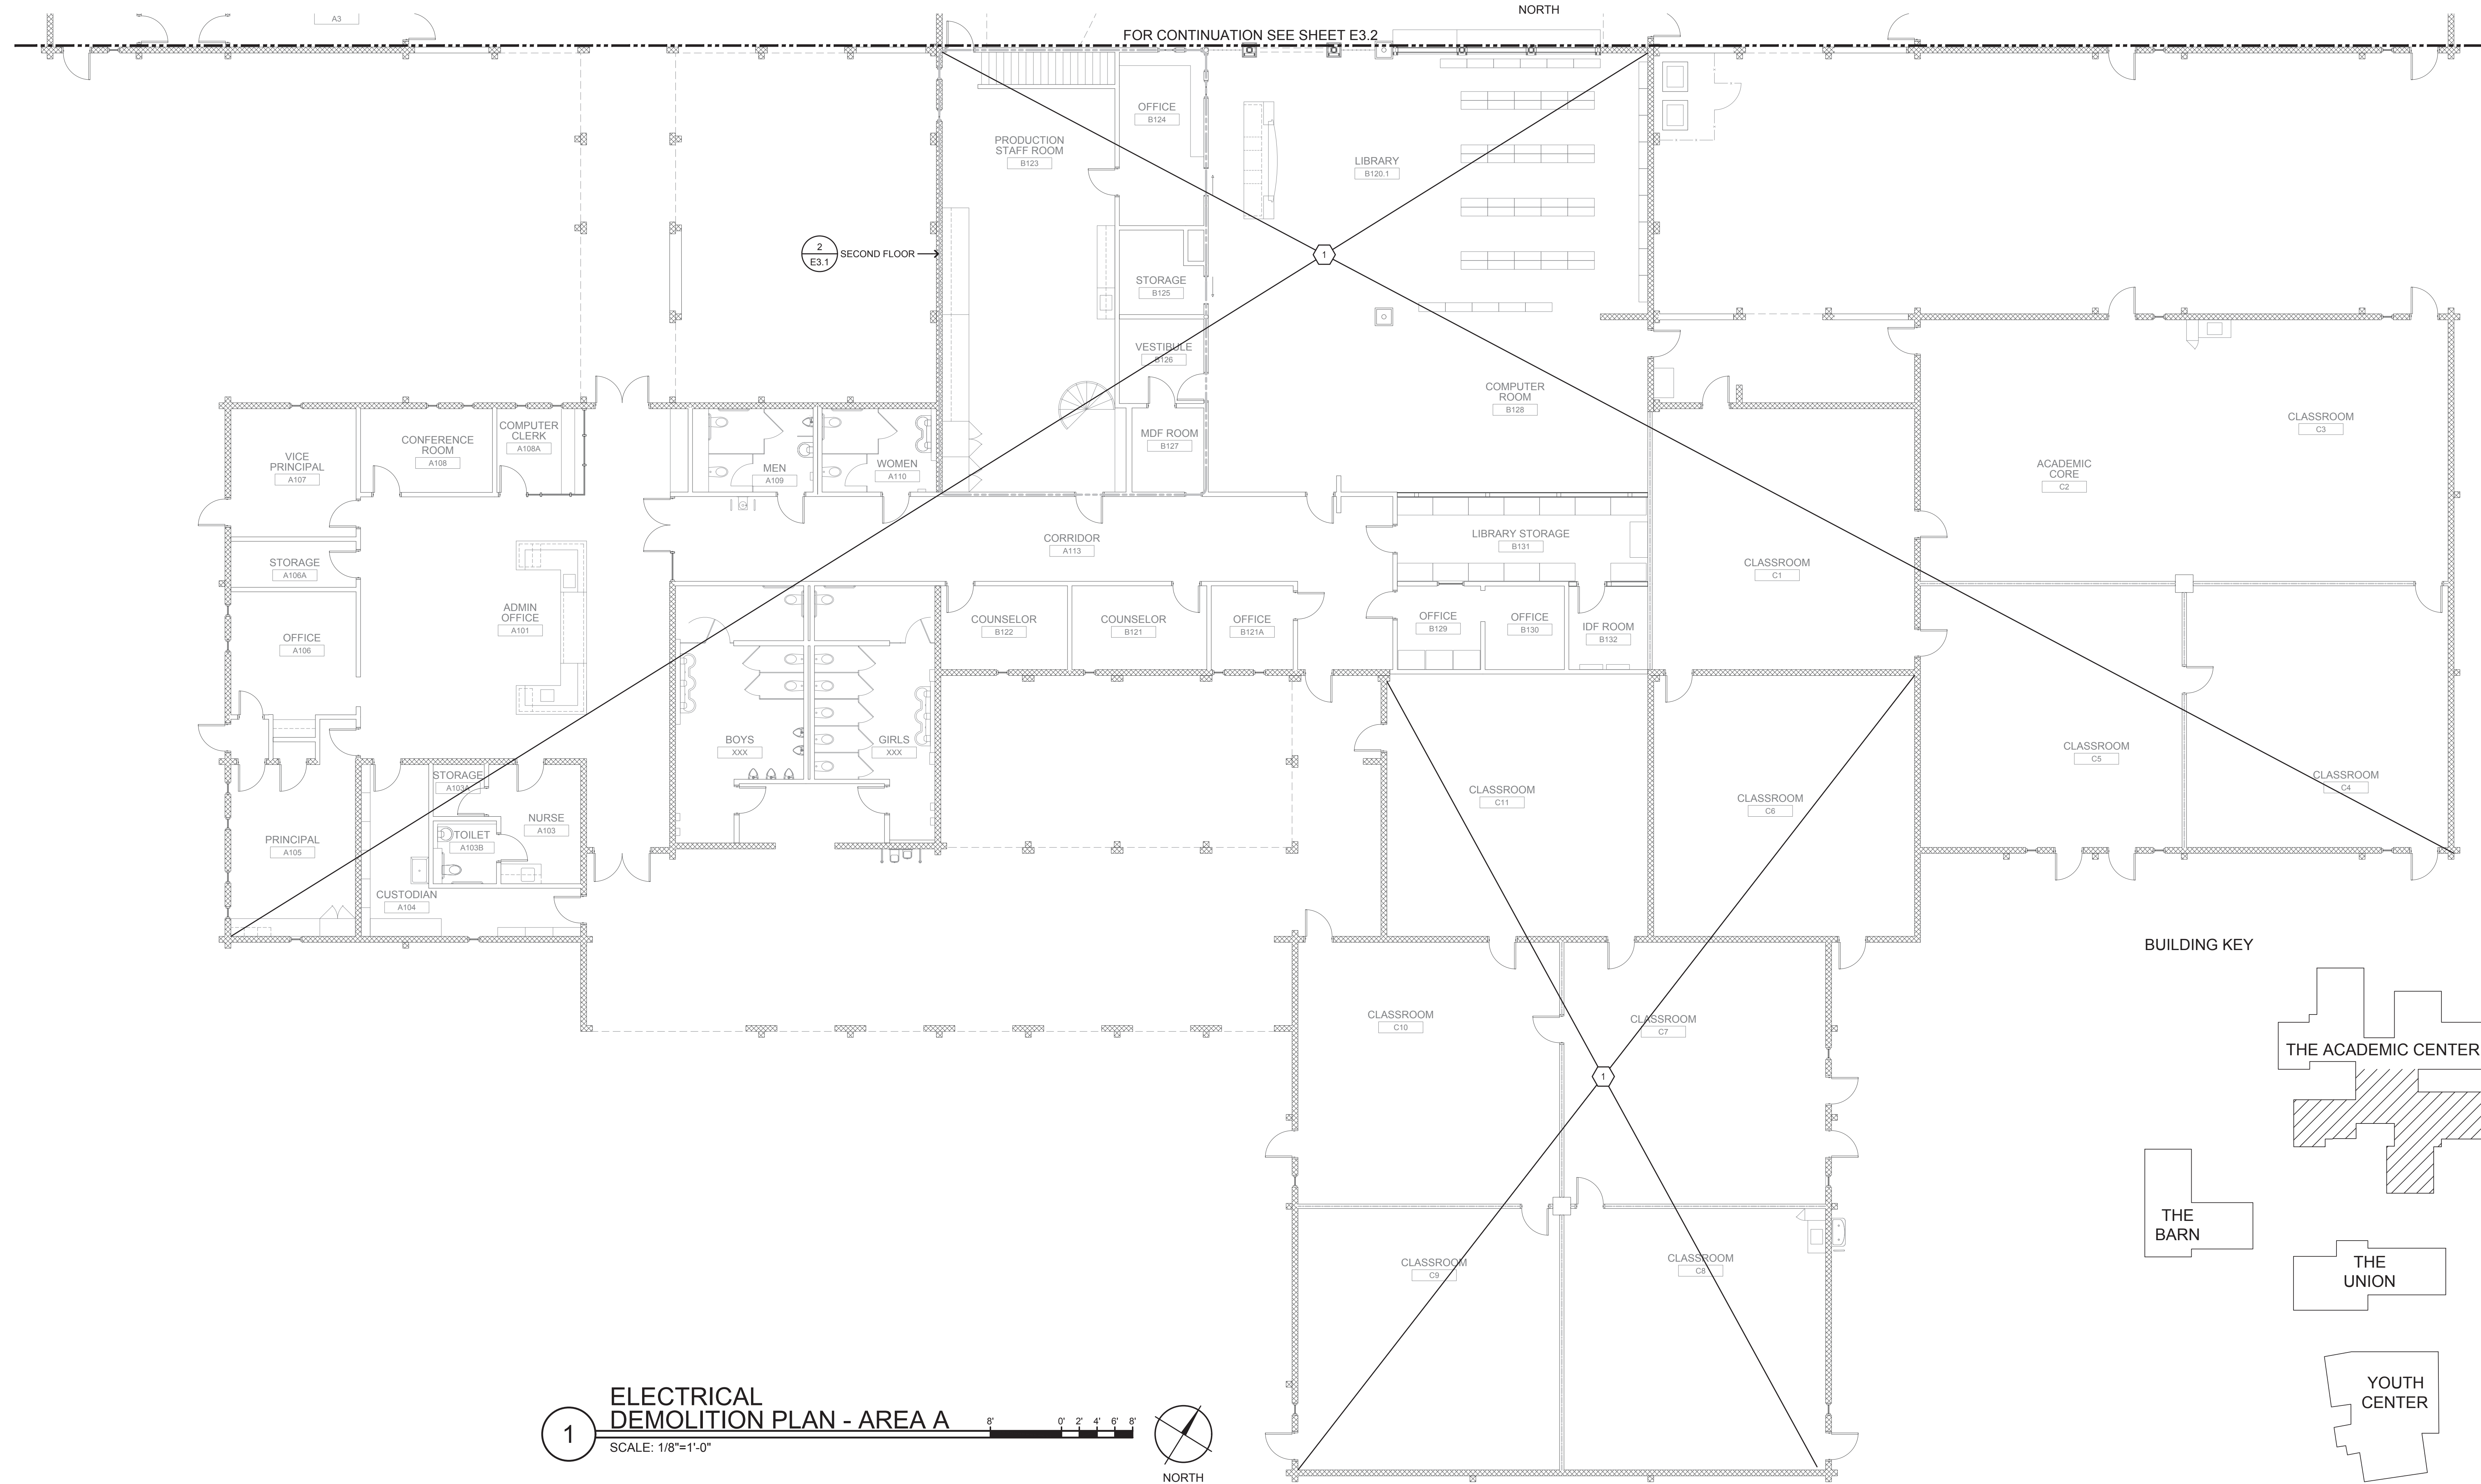 NORTH
A3
FOR CONTINUATION SEE SHEET E3.2
OFFICE
B124
PRODUCTION
STAFF ROOM
B123
LIBRARY
B120.1
2
E3.1
SECOND FLOOR
1
STORAGE
B125
VESTIBULE
B126
COMPUTER
ROOM
B128
CLASSROOM
C3
COMPUTER
CLERK
A108A
CONFERENCE
ROOM
A108
VICE
PRINCIPAL
A107
MEN
A109
WOMEN
A110
MDF ROOM
B127
ACADEMIC
CORE
C2
CORRIDOR
A113
LIBRARY STORAGE
B131
STORAGE
A106A
CLASSROOM
C1
ADMIN
OFFICE
A101
OFFICE
A106
COUNSELOR
B122
COUNSELOR
B121
OFFICE
B121A
OFFICE
B129
OFFICE
B130
IDF ROOM
B132
BOYS
XXX
GIRLS
XXX
CLASSROOM
C5
CLASSROOM
C4
STORAGE
A103A
CLASSROOM
C11
CLASSROOM
C6
PRINCIPAL
A105
TOILET
A103B
NURSE
A103
CUSTODIAN
A104
BUILDING KEY
CLASSROOM
C10
CLASSROOM
C7
THE ACADEMIC CENTER
1
THE
BARN
CLASSROOM
C9
CLASSROOM
C8
THE
UNION
YOUTH
CENTER
1
ELECTRICAL
DEMOLITION PLAN - AREA A
SCALE: 1/8"=1'-0"
8' 0' 2' 4' 6' 8'
NORTH